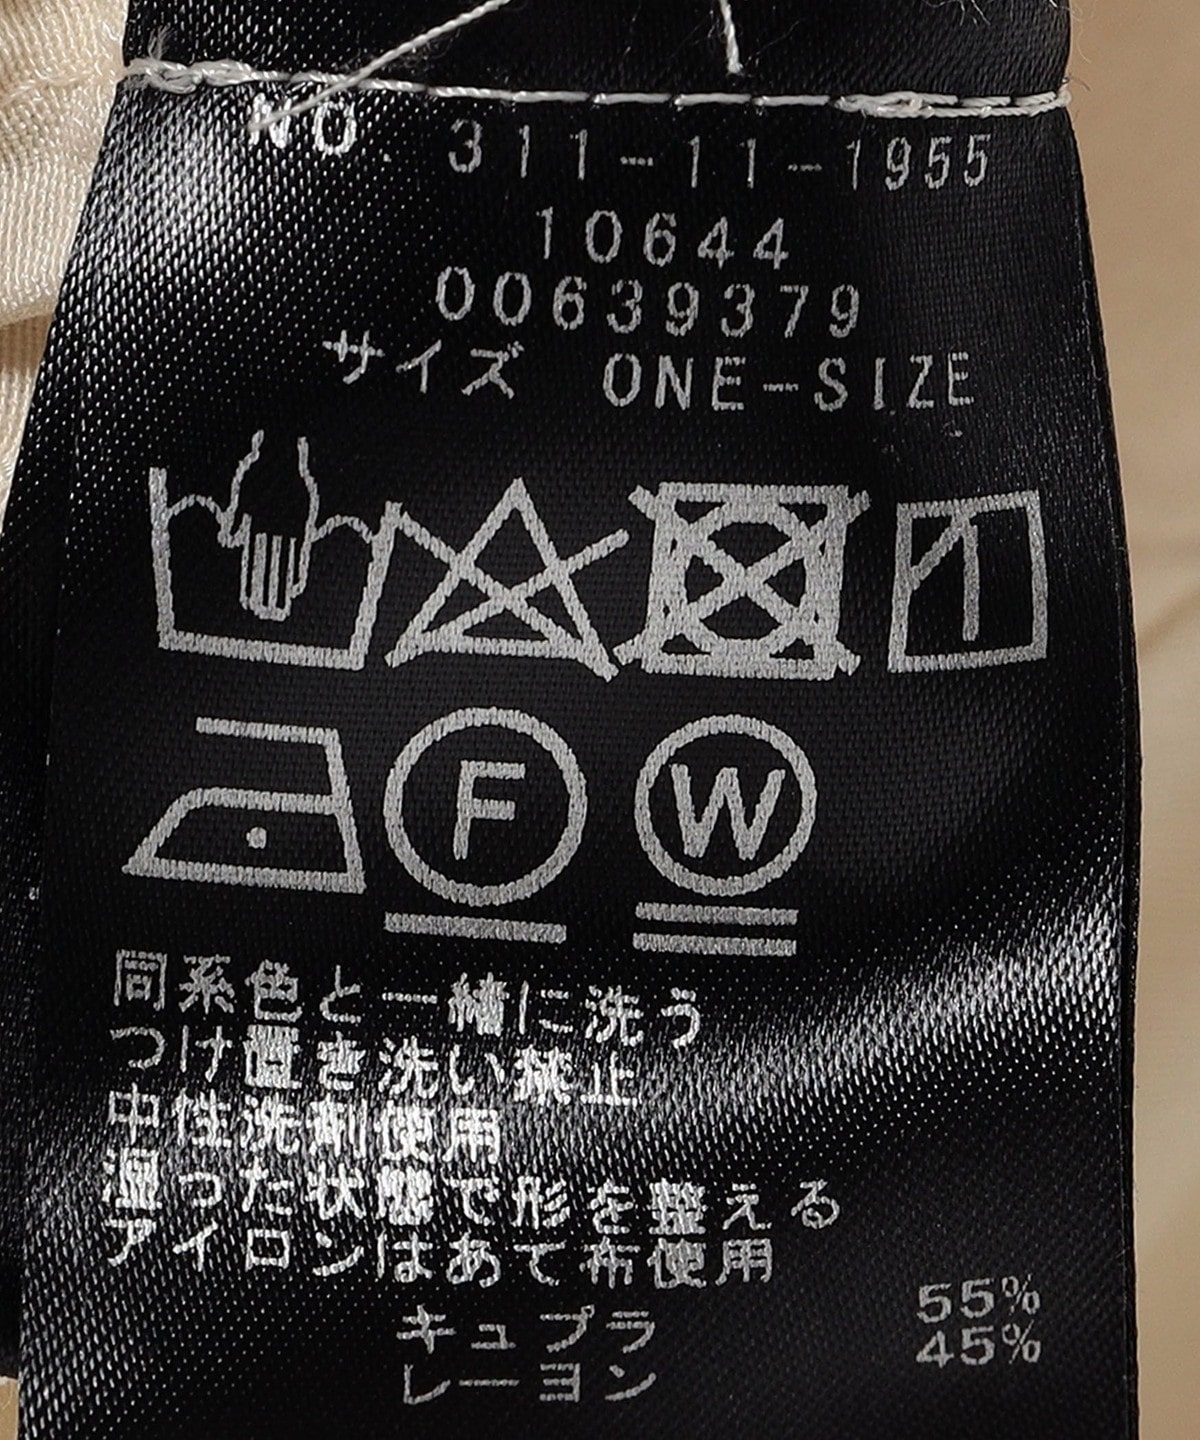 NO. 311-11-1955
10644
00639379
サイズ ONE-SIZE
F W
同系色と一緒に洗う
つけ置き洗い禁止
中性洗剤使用
湿った状態で形を整える
アイロンはあて布使用
キュプラ 55%
レーヨン 45%